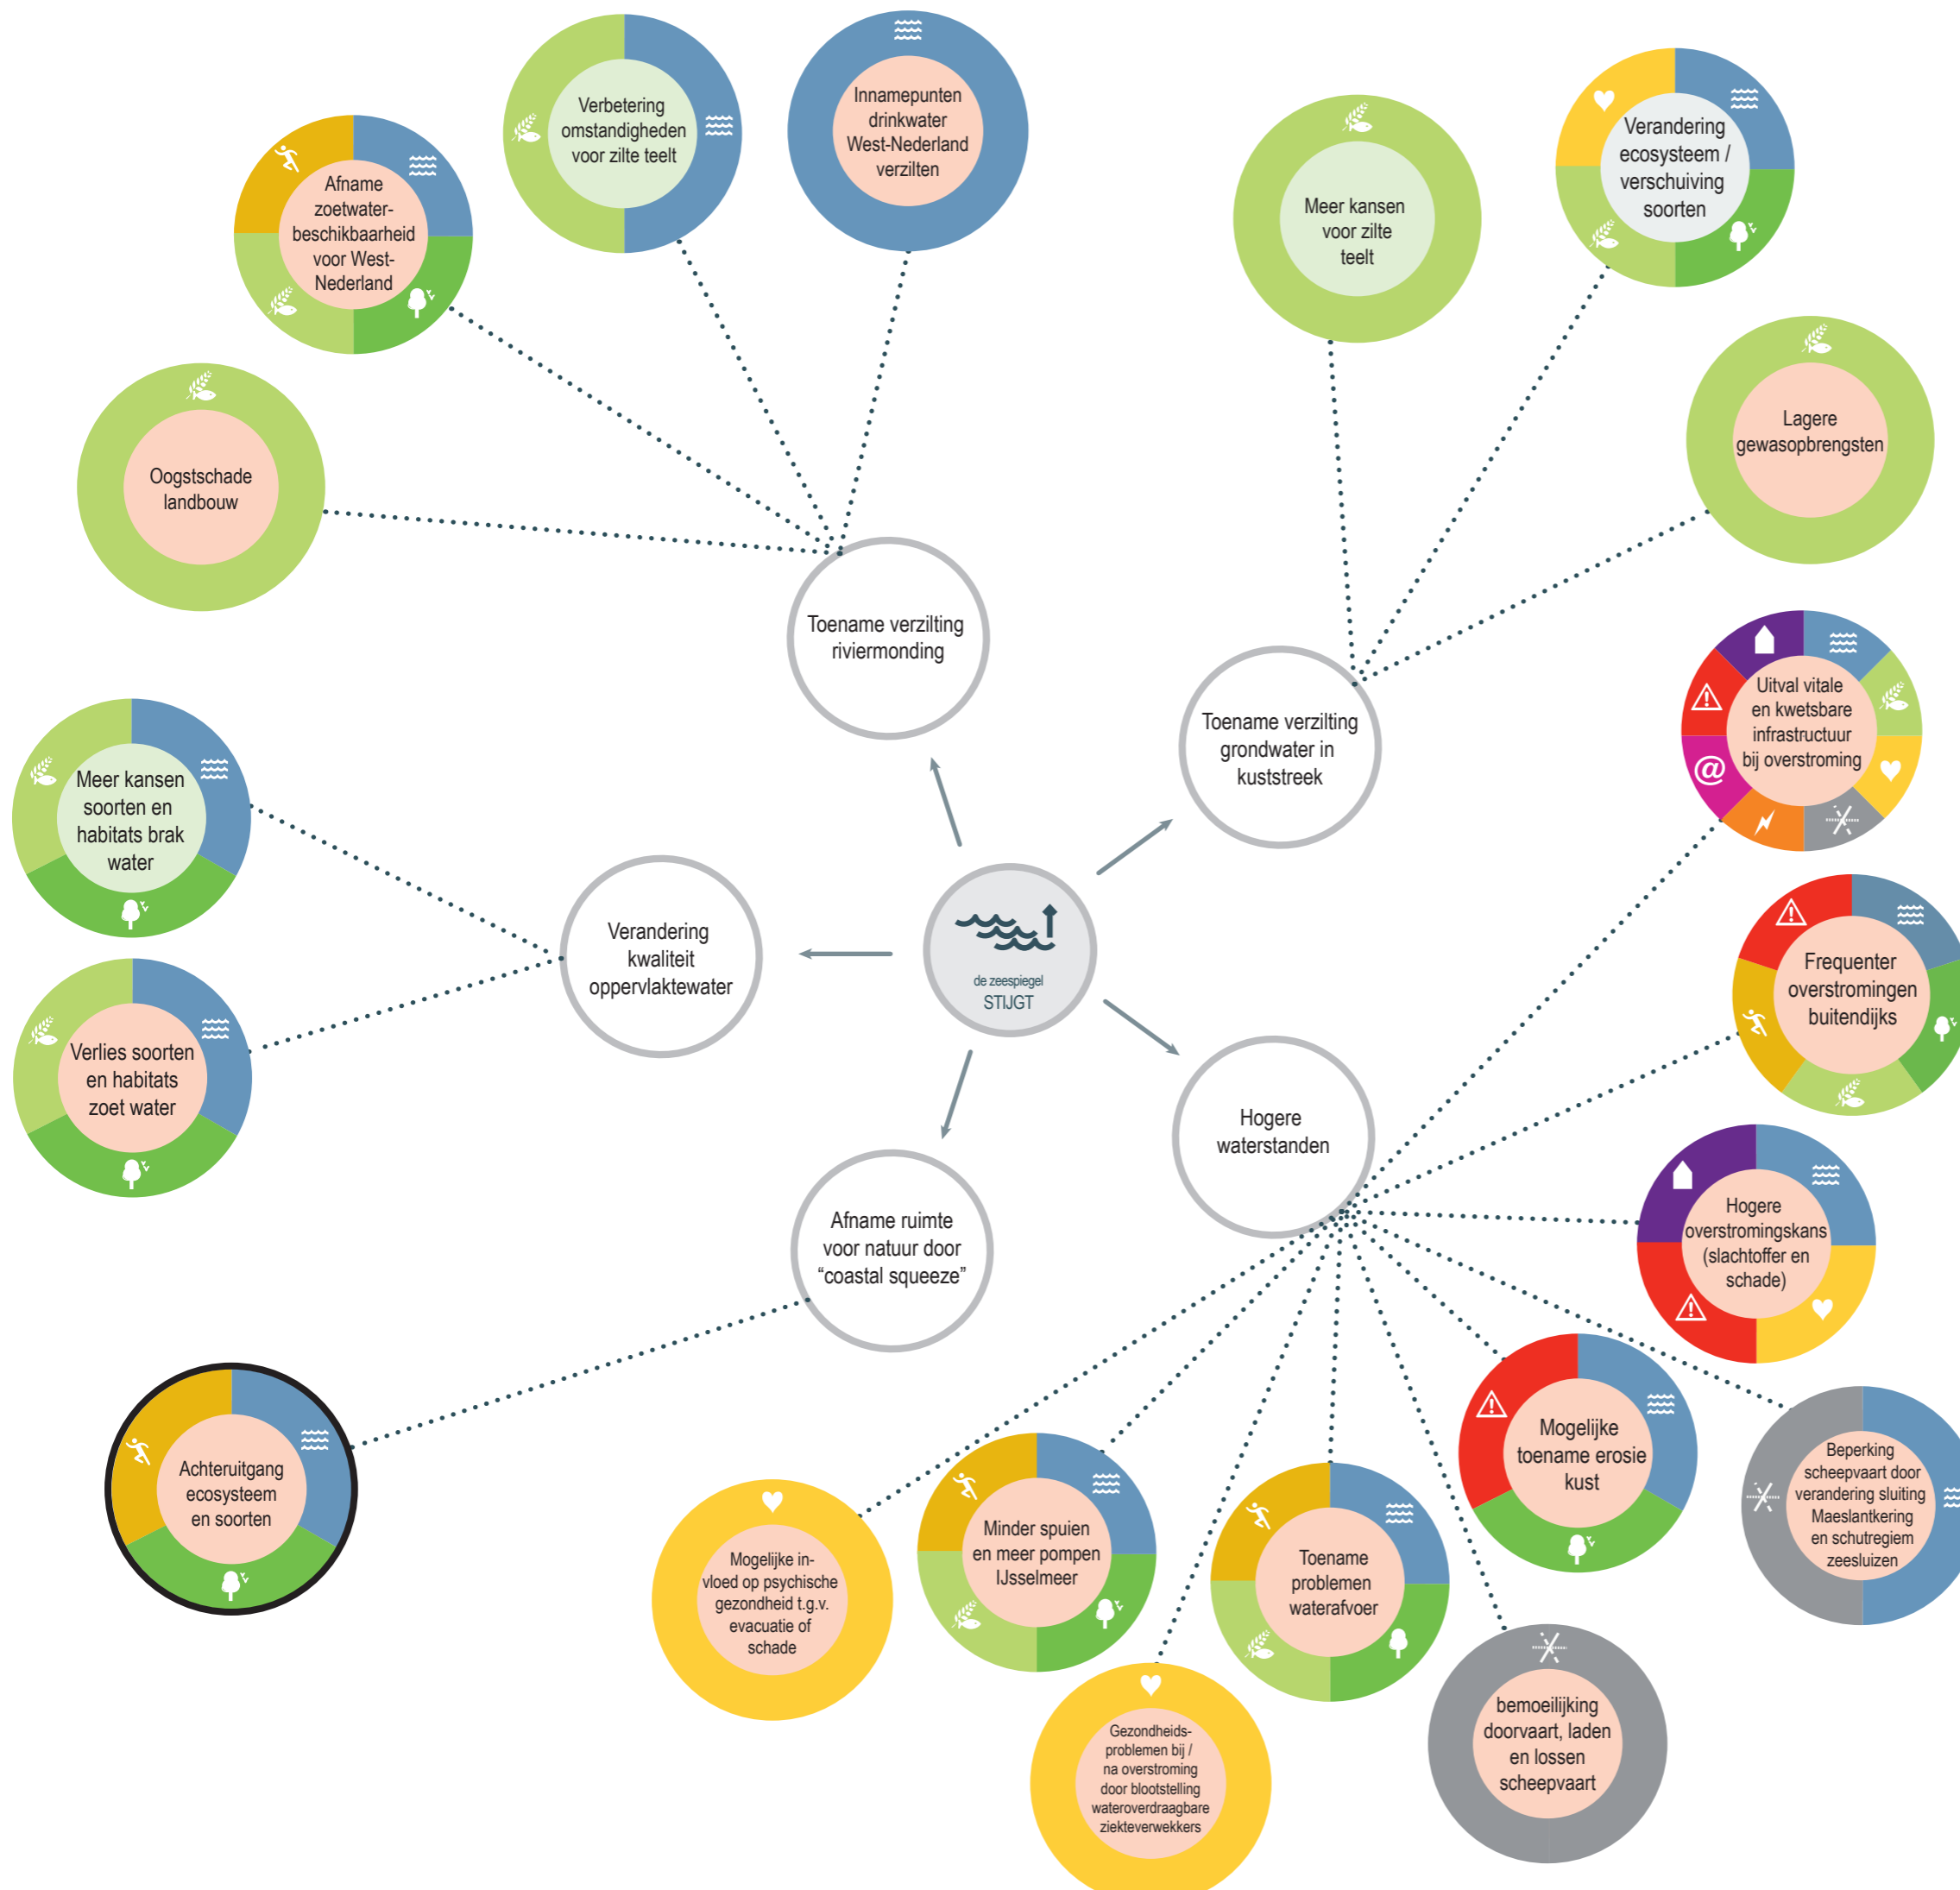 Verbetering
omstandigheden
voor zilte teelt
Innamepunten
drinkwater
West-Nederland
verzilten
Afname
zoetwater-
beschikbaarheid
voor West-
Nederland
Oogstschade
landbouw
Meer kansen
voor zilte
teelt
Verandering
ecosysteem /
verschuiving
soorten
Lagere
gewasopbrengsten
Toename verzilting
riviermonding
Toename verzilting
grondwater in
kuststreek
Uitval vitale
en kwetsbare
infrastructuur
bij overstroming
@
Meer kansen
soorten en
habitats brak
water
Verandering
kwaliteit
oppervlaktewater
de zeespiegel
STIJGT
Frequenter
overstromingen
buitendijks
Verlies soorten
en habitats
zoet water
Hogere
waterstanden
Afname ruimte
voor natuur door
“coastal squeeze”
Hogere
overstromingskans
(slachtoffer en
schade)
Achteruitgang
ecosysteem
en soorten
Mogelijke in-
vloed op psychische
gezondheid t.g.v.
evacuatie of
schade
Minder spuien
en meer pompen
IJsselmeer
Toename
problemen
waterafvoer
Mogelijke
toename erosie
kust
Beperking
scheepvaart door
verandering sluiting
Maeslantkering
en schutregiem
zeesluizen
Gezondheids-
problemen bij /
na overstroming
door blootstelling
wateroverdraagbare
ziekteverwekkers
bemoeilijking
doorvaart, laden
en lossen
scheepvaart